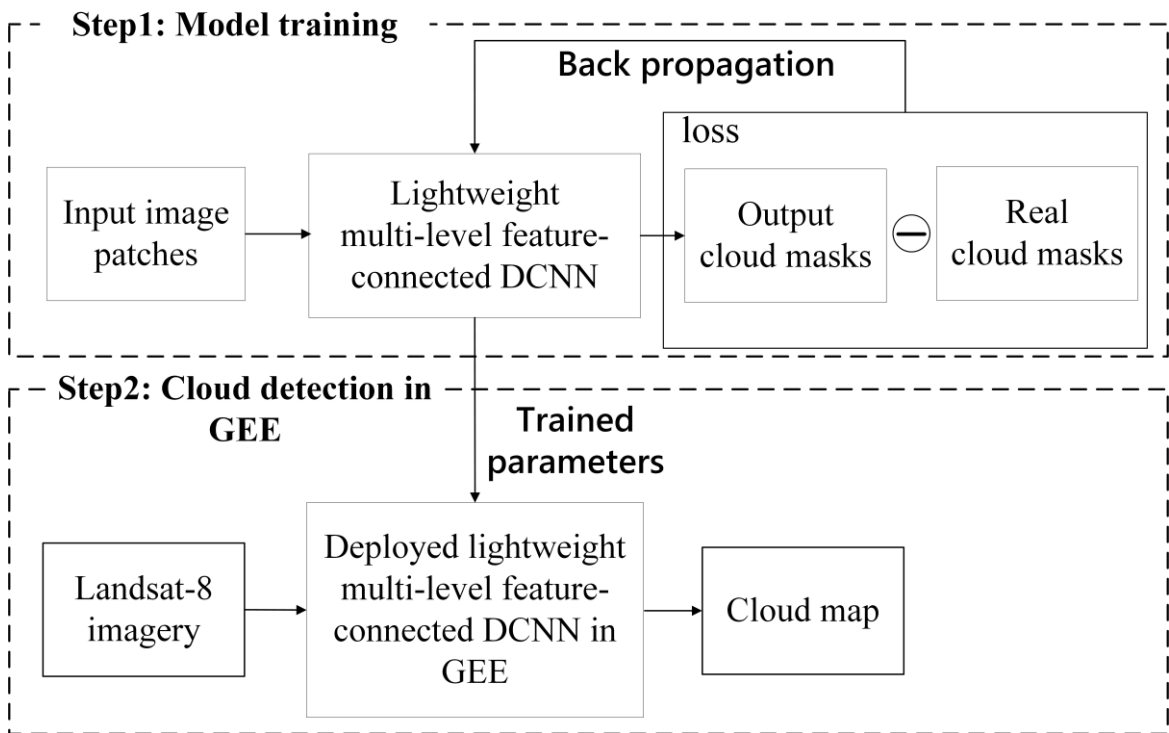 Step1: Model training
Back propagation
loss
Input image
patches
Lightweight
multi-level feature-
connected DCNN
Output
cloud masks
Real
cloud masks
Step2: Cloud detection in
GEE
Trained
parameters
Landsat-8
imagery
Deployed lightweight
multi-level feature-
connected DCNN in
GEE
Cloud map